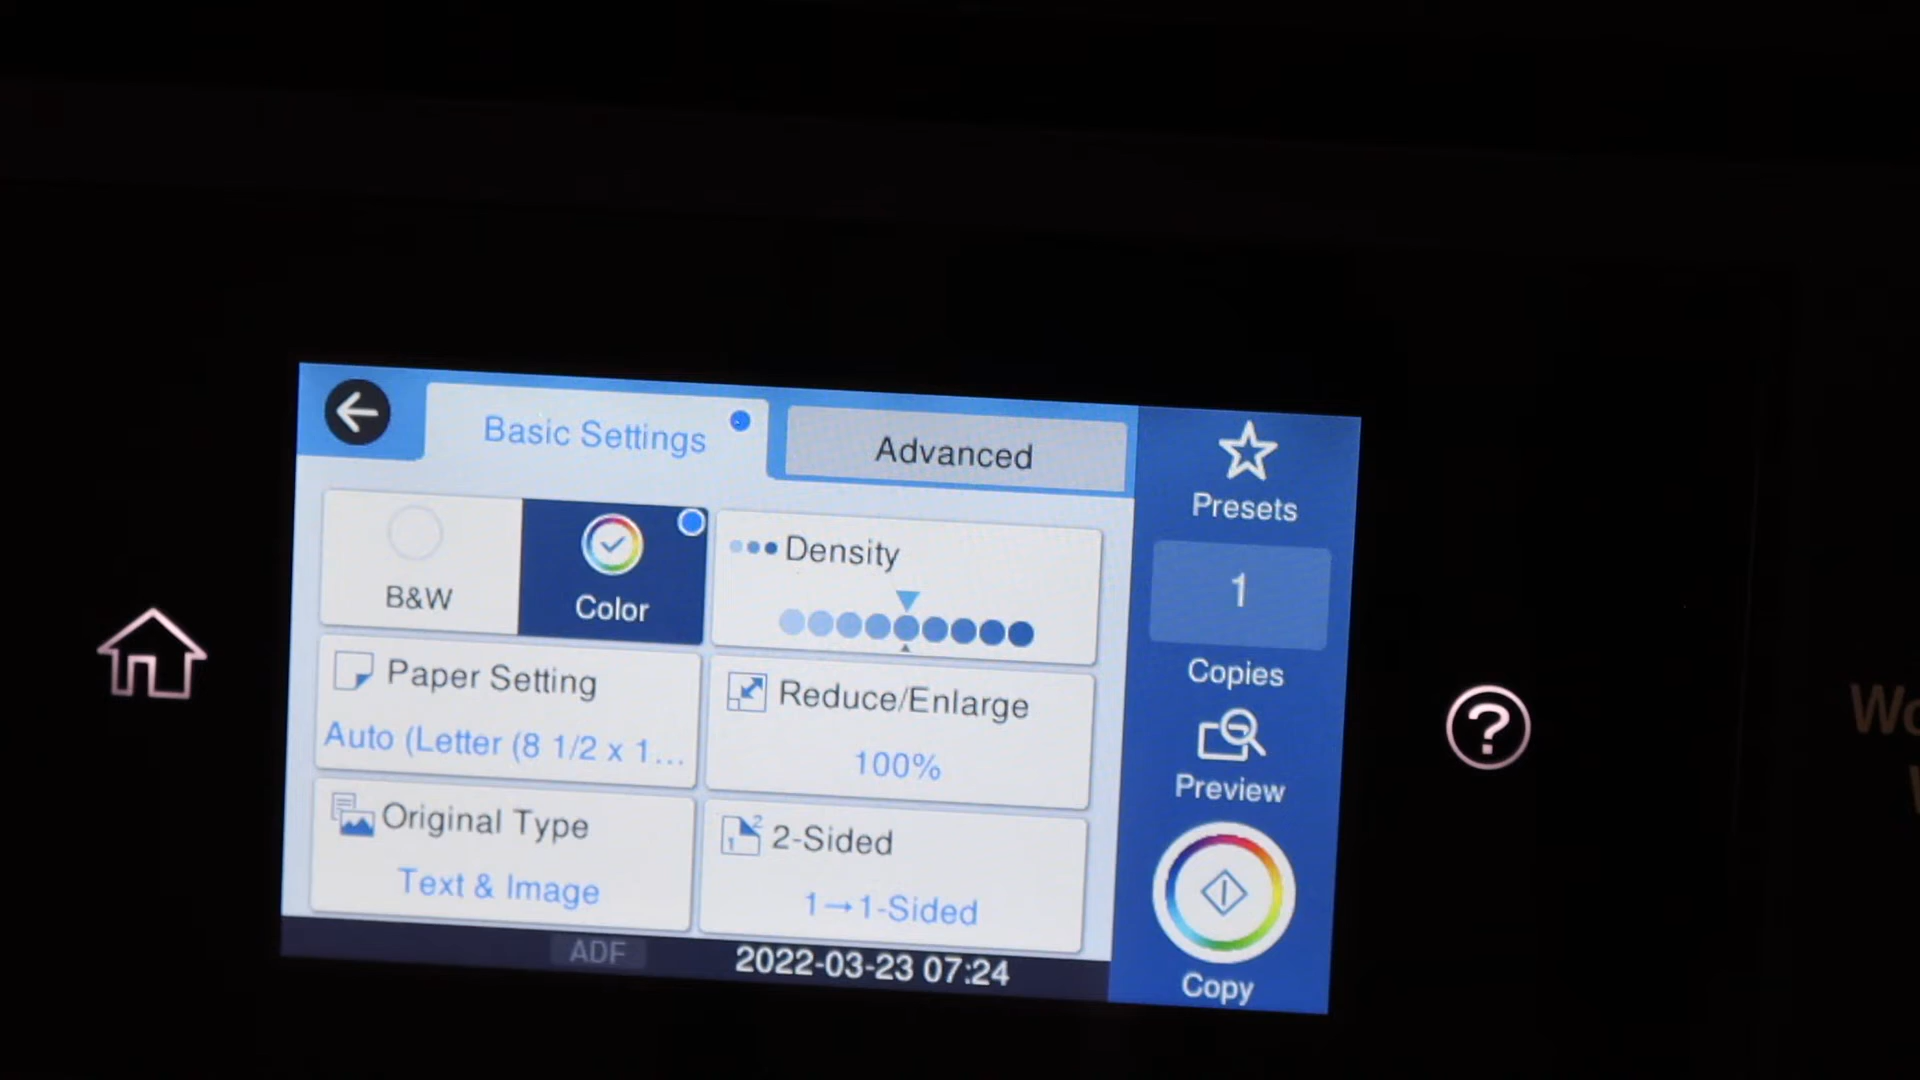 Basic Settings
Advanced
Presets
B&W
Color
Density
1
Copies
Paper Setting
Auto (Letter (8 1/2 x 1...
Reduce/Enlarge
100%
Preview
Original Type
Text & Image
2-Sided
1→1-Sided
Copy
ADF
2022-03-23 07:24